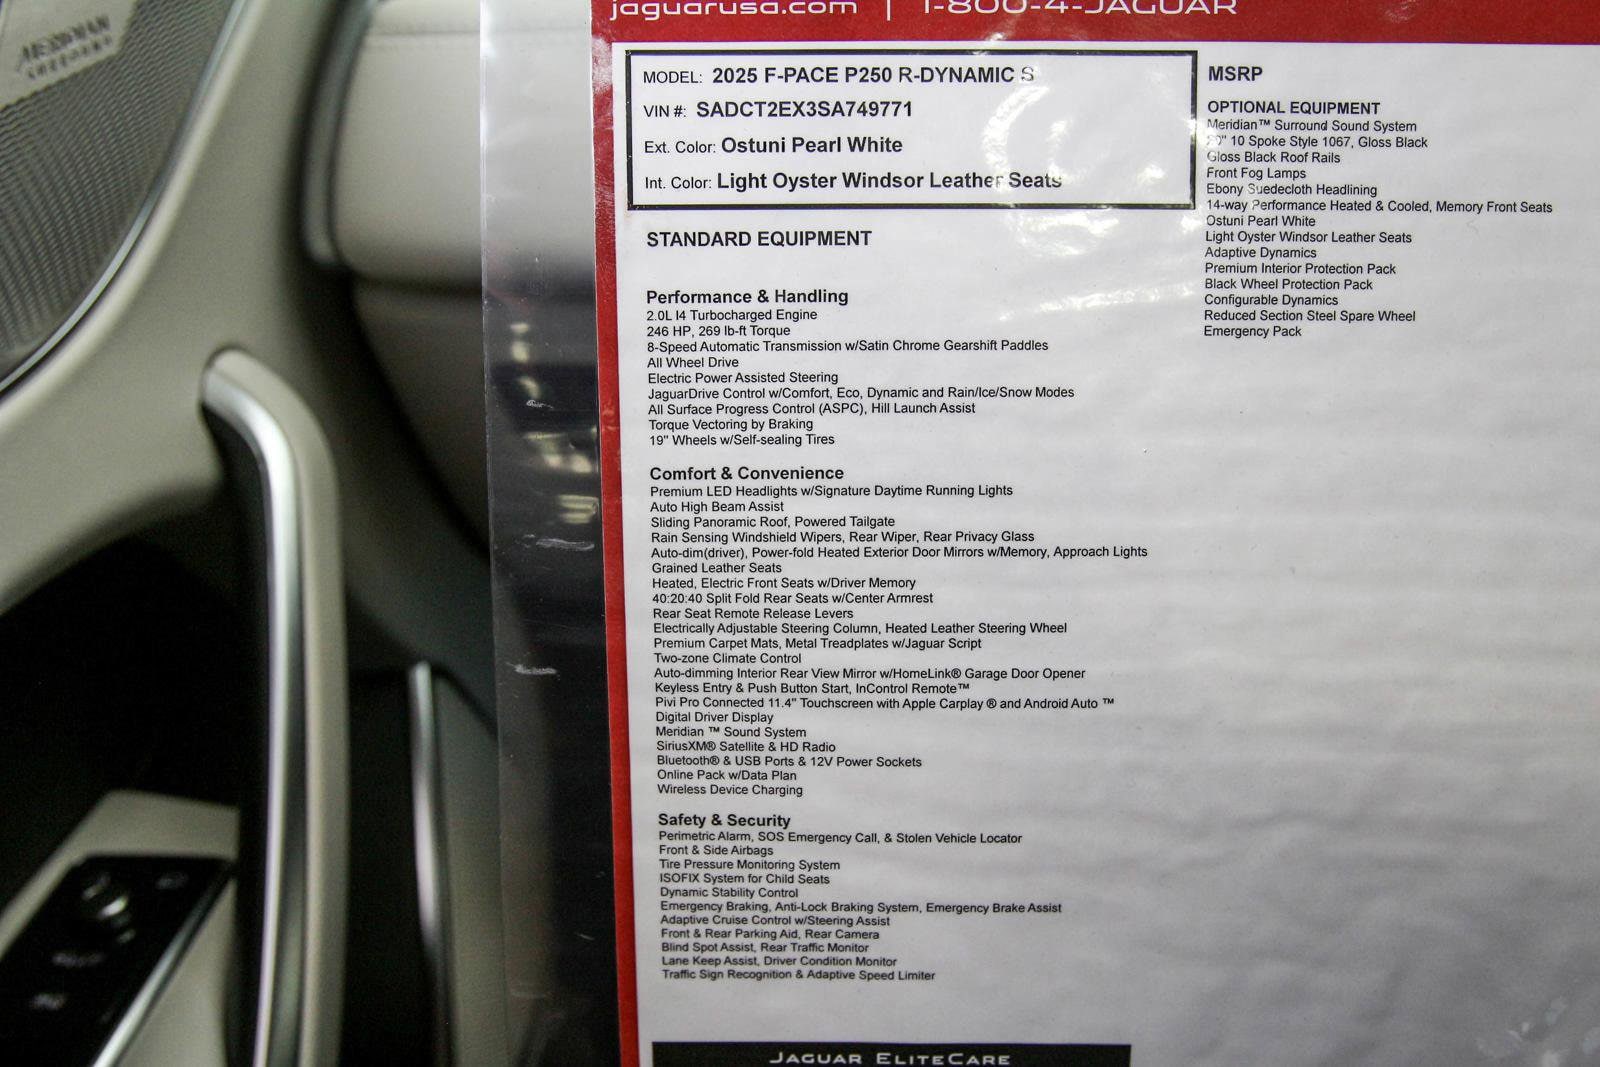 jaguarusa.com | 1-800-4-JAGUAR
MERIDIAN
MODEL: 2025 F-PACE P250 R-DYNAMIC S
VIN #: SADCT2EX3SA749771
Ext. Color: Ostuni Pearl White
Int. Color: Light Oyster Windsor Leather Seats
STANDARD EQUIPMENT
Performance & Handling
2.0L I4 Turbocharged Engine
246 HP, 269 lb-ft Torque
8-Speed Automatic Transmission w/Satin Chrome Gearshift Paddles
All Wheel Drive
Electric Power Assisted Steering
JaguarDrive Control w/Comfort, Eco, Dynamic and Rain/Ice/Snow Modes
All Surface Progress Control (ASPC), Hill Launch Assist
Torque Vectoring by Braking
19" Wheels w/Self-sealing Tires
Comfort & Convenience
Premium LED Headlights w/Signature Daytime Running Lights
Auto High Beam Assist
Sliding Panoramic Roof, Powered Tailgate
Rain Sensing Windshield Wipers, Rear Wiper, Rear Privacy Glass
Auto-dim(driver), Power-fold Heated Exterior Door Mirrors w/Memory, Approach Lights
Grained Leather Seats
Heated, Electric Front Seats w/Driver Memory
40:20:40 Split Fold Rear Seats w/Center Armrest
Rear Seat Remote Release Levers
Electrically Adjustable Steering Column, Heated Leather Steering Wheel
Premium Carpet Mats, Metal Treadplates w/Jaguar Script
Two-zone Climate Control
Auto-dimming Interior Rear View Mirror w/HomeLink® Garage Door Opener
Keyless Entry & Push Button Start, InControl Remote™
Pivi Pro Connected 11.4" Touchscreen with Apple Carplay ® and Android Auto ™
Digital Driver Display
Meridian ™ Sound System
SiriusXM® Satellite & HD Radio
Bluetooth® & USB Ports & 12V Power Sockets
Online Pack w/Data Plan
Wireless Device Charging
Safety & Security
Perimetric Alarm, SOS Emergency Call, & Stolen Vehicle Locator
Front & Side Airbags
Tire Pressure Monitoring System
ISOFIX System for Child Seats
Dynamic Stability Control
Emergency Braking, Anti-Lock Braking System, Emergency Brake Assist
Adaptive Cruise Control w/Steering Assist
Front & Rear Parking Aid, Rear Camera
Blind Spot Assist, Rear Traffic Monitor
Lane Keep Assist, Driver Condition Monitor
Traffic Sign Recognition & Adaptive Speed Limiter
JAGUAR ELITECARE
MSRP
OPTIONAL EQUIPMENT
Meridian™ Surround Sound System
10 Spoke Style 1067, Gloss Black
Gloss Black Roof Rails
Front Fog Lamps
Ebony Suedecloth Headlining
14-way Performance Heated & Cooled, Memory Front Seats
Ostuni Pearl White
Light Oyster Windsor Leather Seats
Adaptive Dynamics
Premium Interior Protection Pack
Black Wheel Protection Pack
Configurable Dynamics
Reduced Section Steel Spare Wheel
Emergency Pack